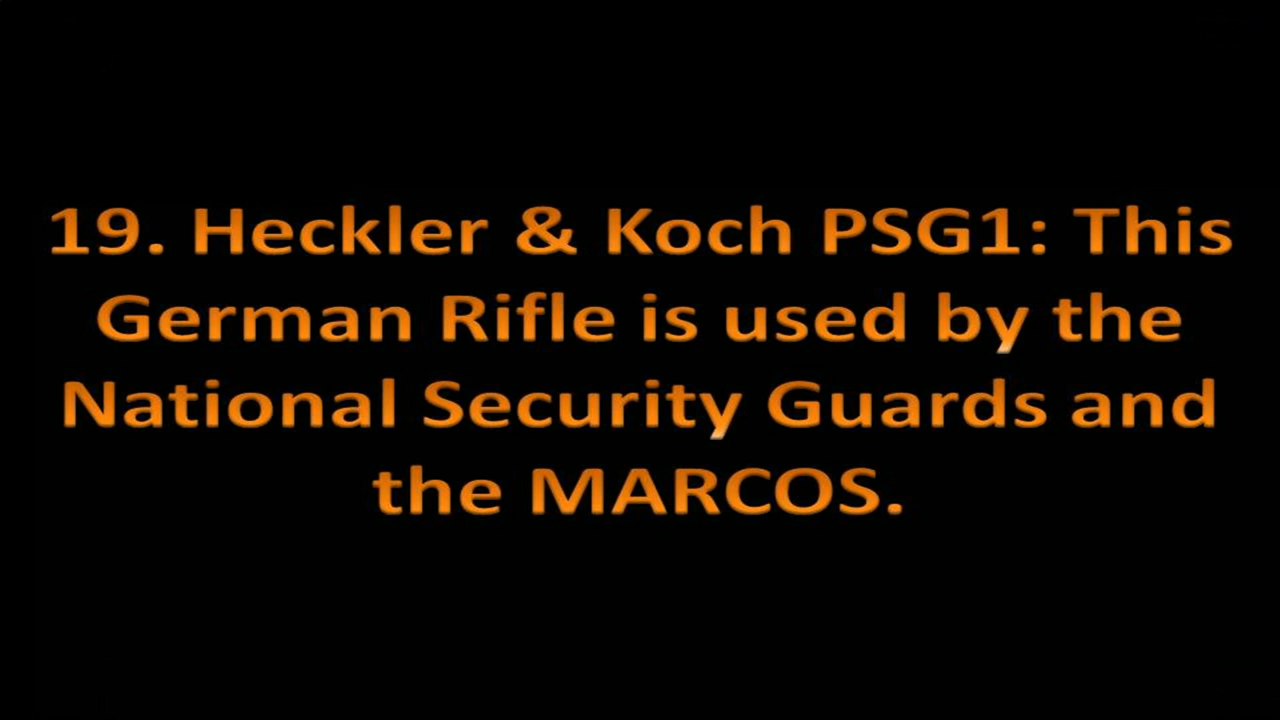 19. Heckler & Koch PSG1: This
German Rifle is used by the
National Security Guards and
the MARCOS.